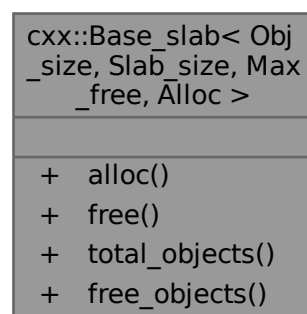 cxx::Base_slab< Obj
_size, Slab_size, Max
_free, Alloc >
+ alloc()
+ free()
+ total_objects()
+ free_objects()